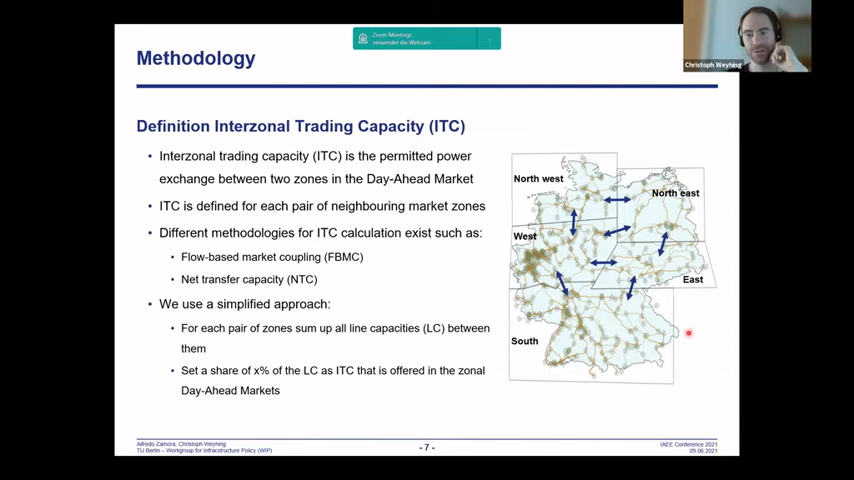 Zoom Meetings
verwendet die Webcam
Christoph Weyhing
Methodology
Definition Interzonal Trading Capacity (ITC)
• Interzonal trading capacity (ITC) is the permitted power
exchange between two zones in the Day-Ahead Market
• ITC is defined for each pair of neighbouring market zones
• Different methodologies for ITC calculation exist such as:
• Flow-based market coupling (FBMC)
• Net transfer capacity (NTC)
• We use a simplified approach:
• For each pair of zones sum up all line capacities (LC) between
them
• Set a share of x% of the LC as ITC that is offered in the zonal
Day-Ahead Markets
North west
North east
West
East
South
Alfredo Zamora, Christoph Weyhing
TU Berlin – Workgroup for Infrastructure Policy (WIP)
- 7 -
IAEE Conference 2021
09.06.2021